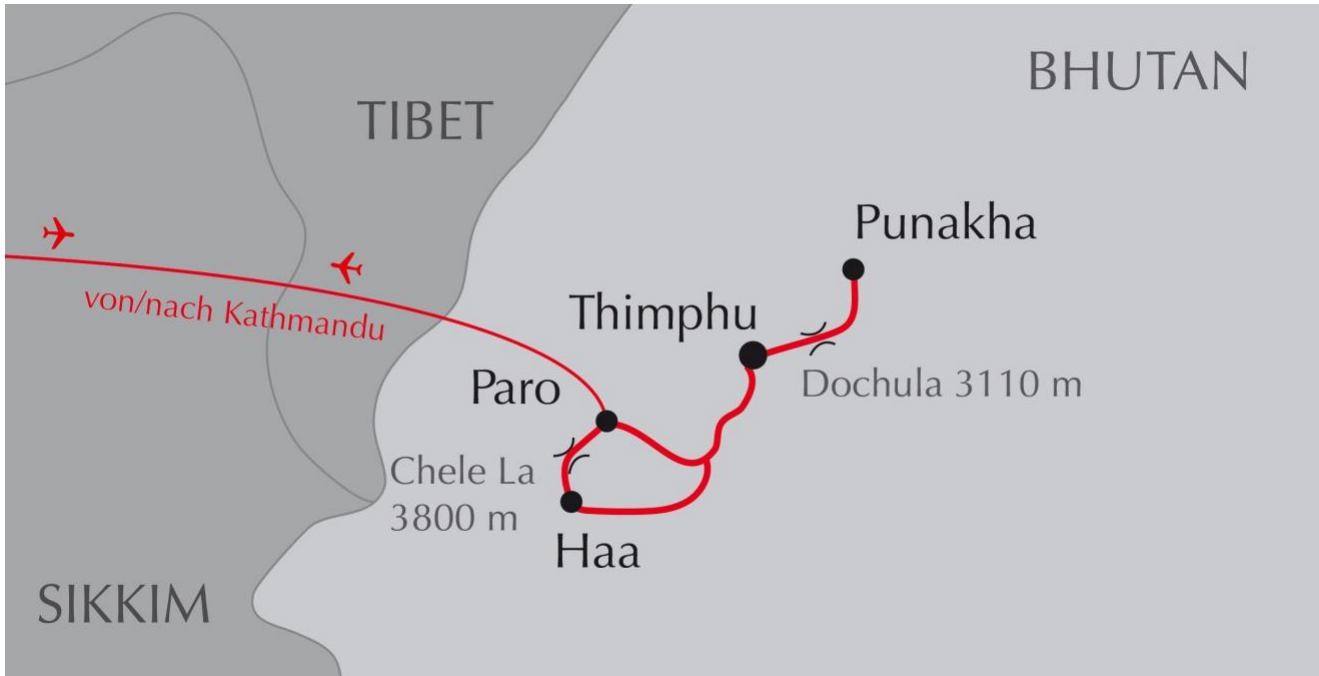 BHUTAN
TIBET
Punakha
von/nach Kathmandu
Thimphu
Dochula 3110 m
Paro
Chele La
3800 m
Haa
SIKKIM